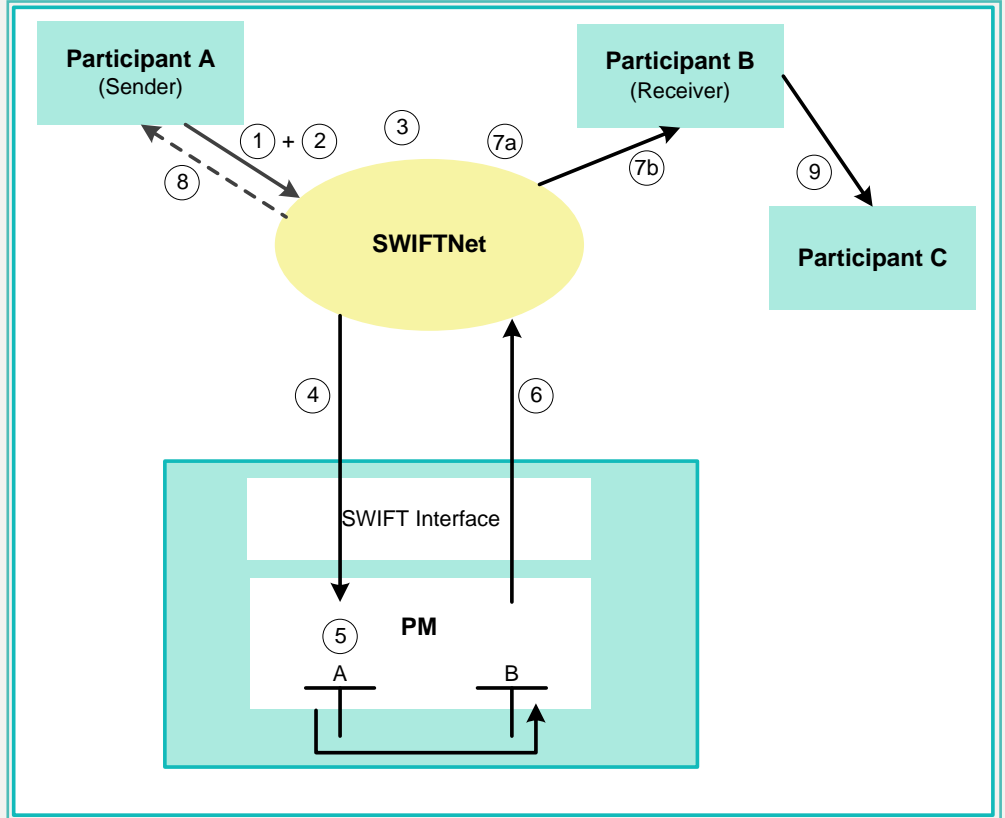 Participant A
(Sender)
Participant B
(Receiver)
1 + 2
3
7a
7b
8
9
SWIFTNet
Participant C
4
6
SWIFT Interface
5
PM
A
B